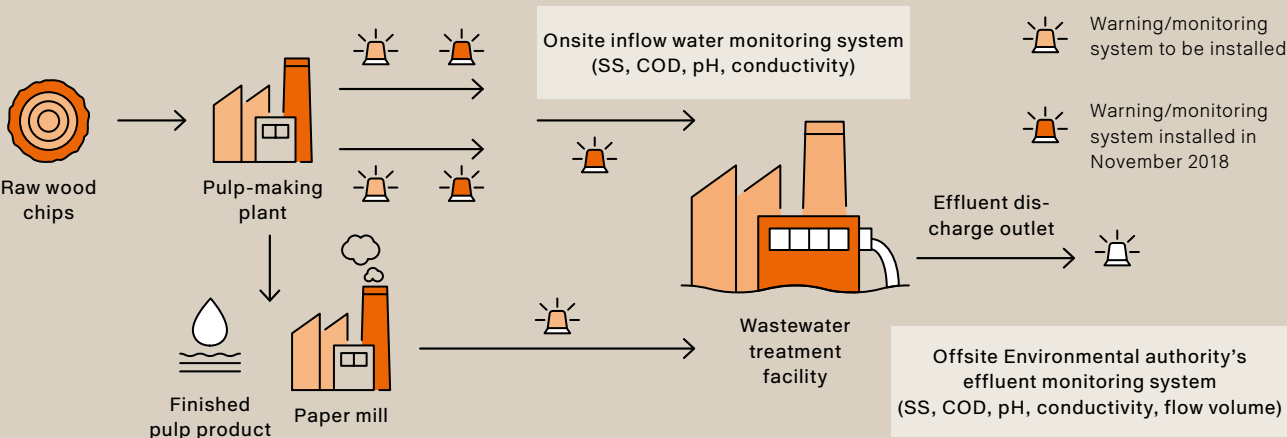 Onsite inflow water monitoring system
(SS, COD, pH, conductivity)
Warning/monitoring
system to be installed
Warning/monitoring
system installed in
November 2018
Raw wood
chips
Pulp-making
plant
Effluent dis-
charge outlet
Wastewater
treatment
facility
Offsite Environmental authority’s
effluent monitoring system
(SS, COD, pH, conductivity, flow volume)
Finished
pulp product
Paper mill